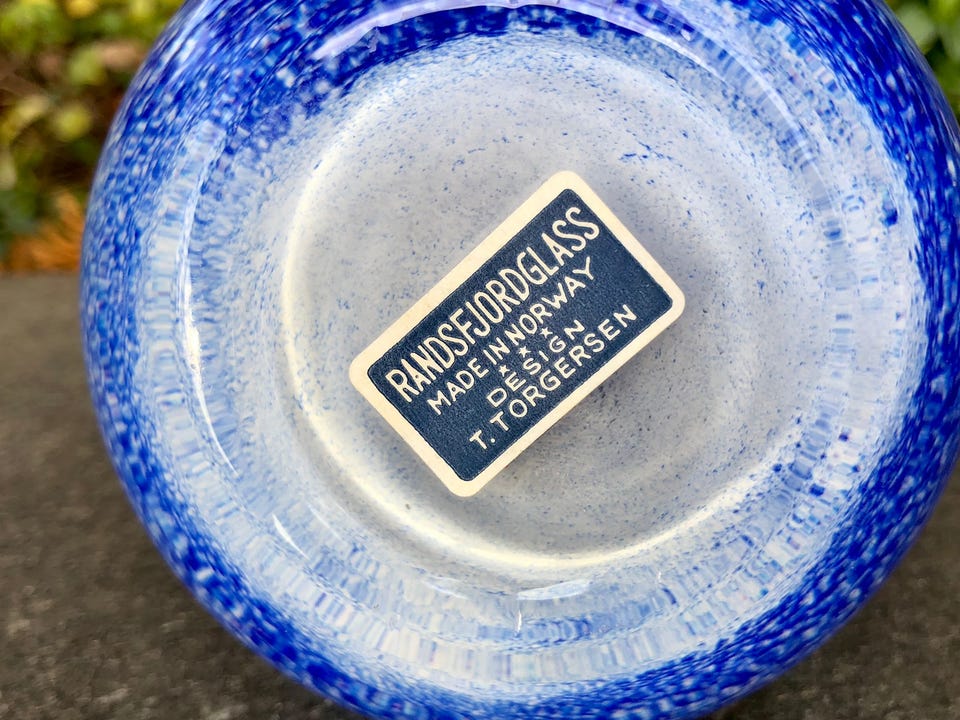 RANDSFJORDGLASS
MADE IN NORWAY
★ ★ ★
DESIGN
T. TORGERSEN